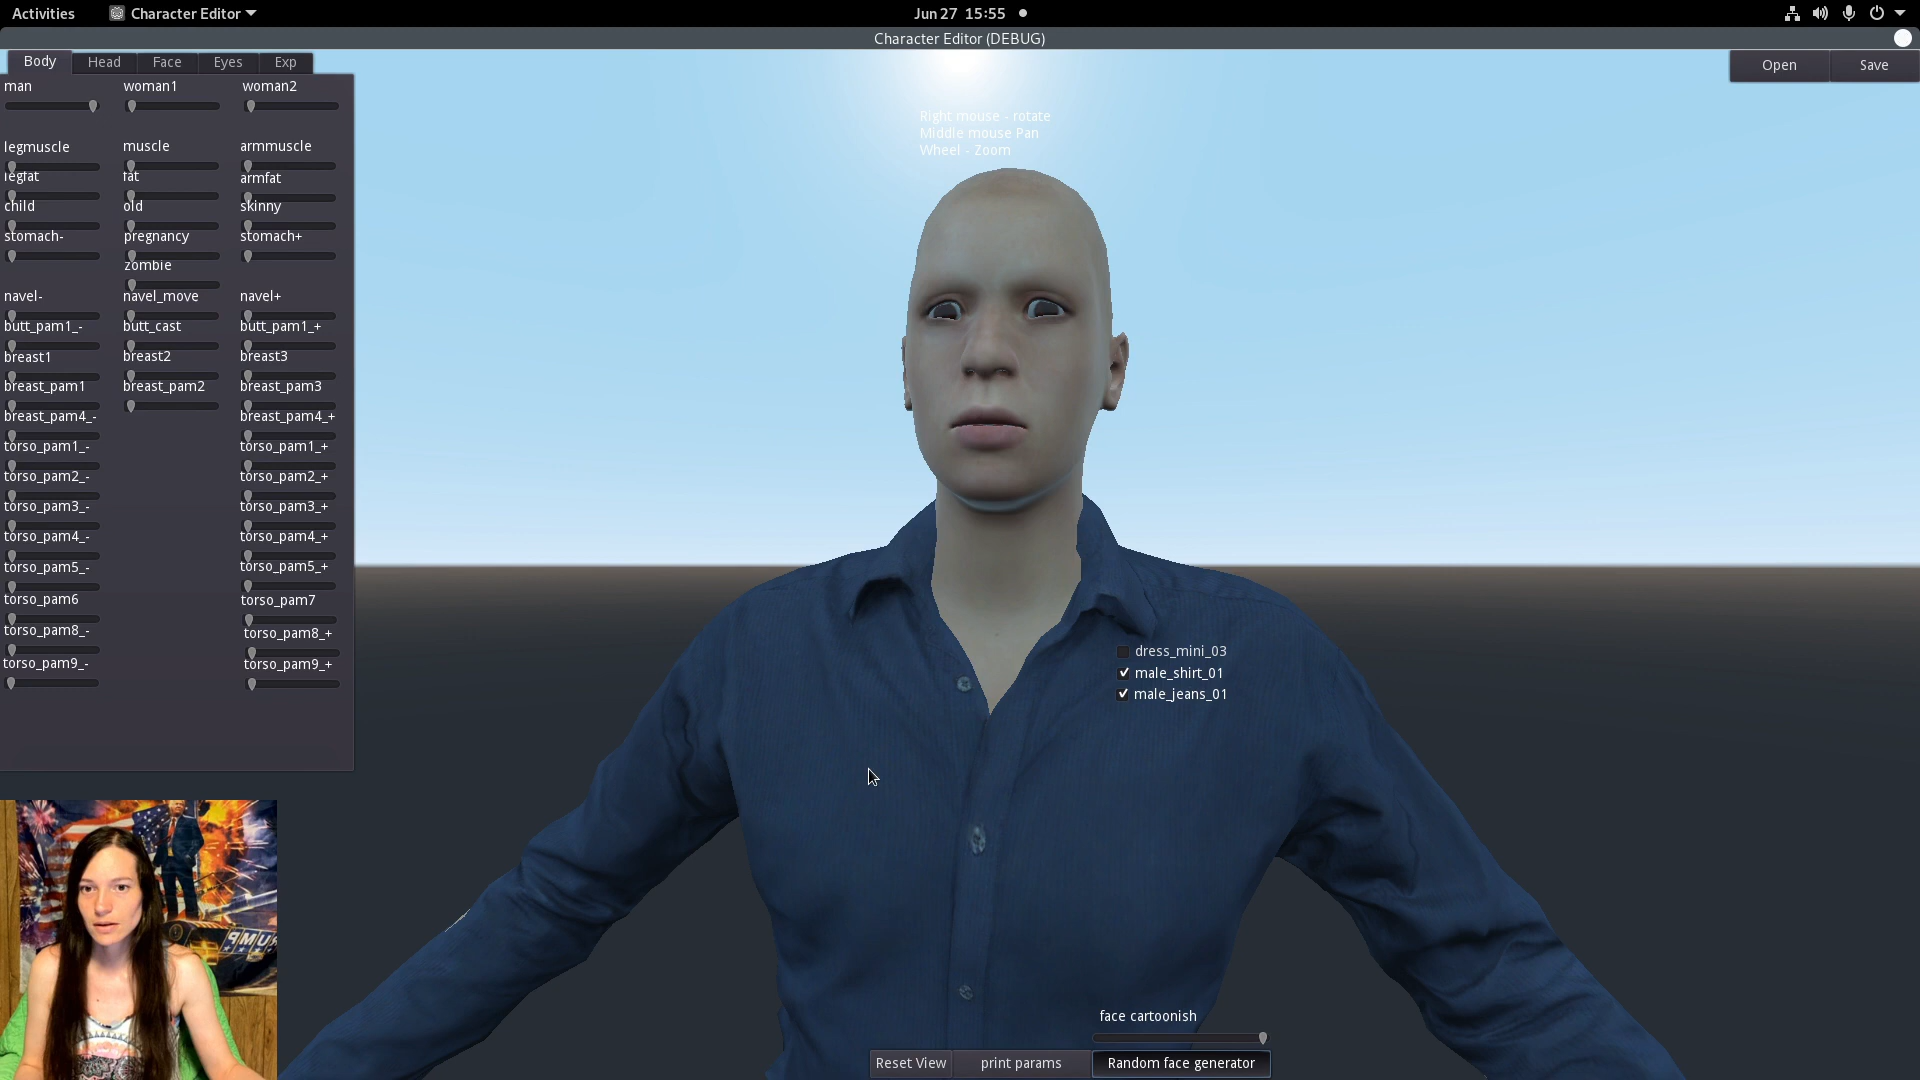 Activities
Character Editor
Jun 27 15:55
Character Editor (DEBUG)
Body Head Face Eyes Exp
Open Save
man woman1 woman2
Right mouse - rotate
Middle mouse Pan
Wheel - Zoom
legmuscle muscle armmuscle
legfat fat armfat
child old skinny
stomach- pregnancy stomach+
zombie
navel- navel_move navel+
butt_pam1_- butt_cast butt_pam1_+
breast1 breast2 breast3
breast_pam1 breast_pam2 breast_pam3
breast_pam4_- breast_pam4_+
torso_pam1_- torso_pam1_+
torso_pam2_- torso_pam2_+
torso_pam3_- torso_pam3_+
torso_pam4_- torso_pam4_+
torso_pam5_- torso_pam5_+
torso_pam6 torso_pam7
torso_pam8_- torso_pam8_+
torso_pam9_- torso_pam9_+
dress_mini_03
male_shirt_01
male_jeans_01
face cartoonish
Reset View print params Random face generator